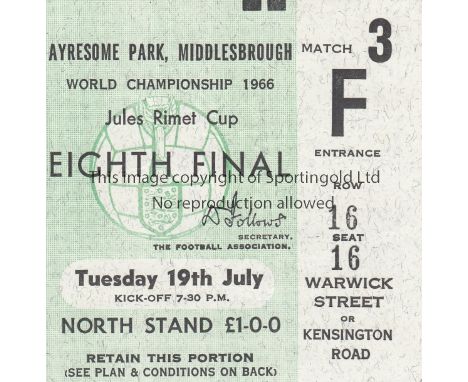 AYRESOME PARK, MIDDLESBROUGH
WORLD CHAMPIONSHIP 1966
Jules Rimet Cup
EIGHTH FINAL
This image copyright of Sportingold Ltd
No reproduction allowed
D Follows
SECRETARY.
THE FOOTBALL ASSOCIATION.
Tuesday 19th July
KICK-OFF 7-30 P.M.
NORTH STAND £1-0-0
RETAIN THIS PORTION
(SEE PLAN & CONDITIONS ON BACK)
MATCH 3
F
ENTRANCE
ROW
16
SEAT
16
WARWICK
STREET
OR
KENSINGTON
ROAD